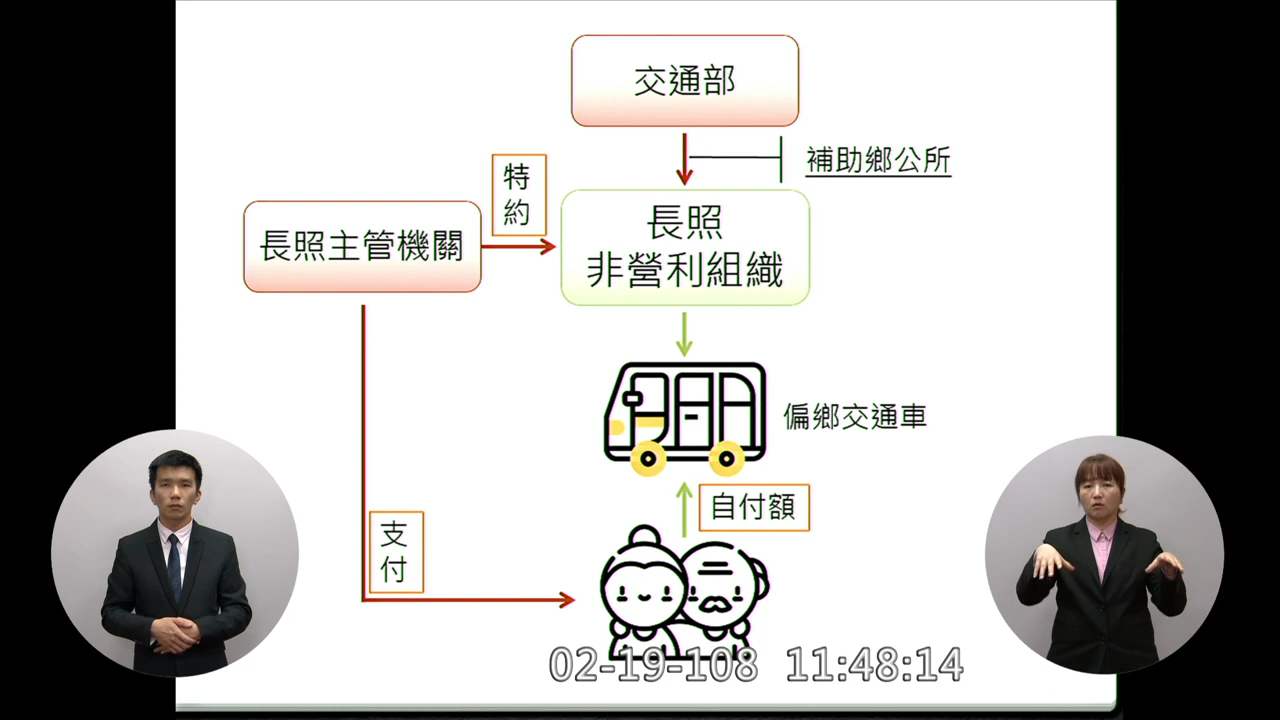 交通部
補助鄉公所
特
約
長照主管機關
長照
非營利組織
偏鄉交通車
自付額
支
付
02-19-108 11:48:14